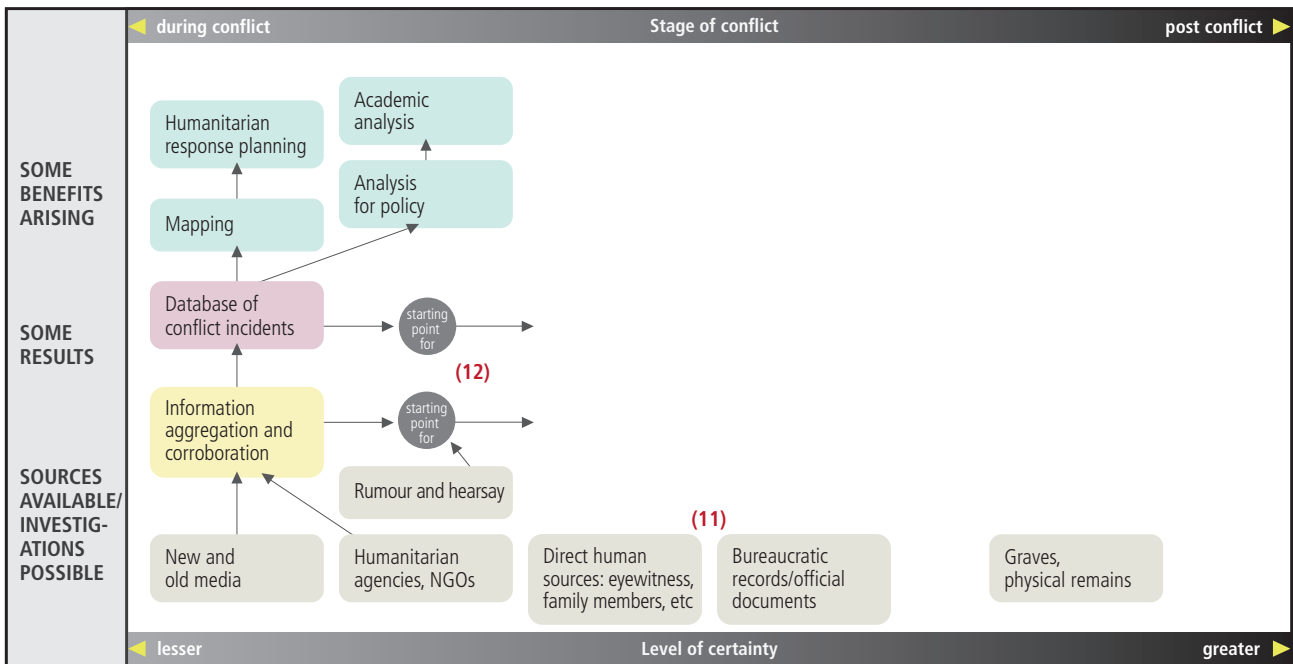 during conflict
Stage of conflict
post conflict
SOME
BENEFITS
ARISING
Humanitarian
response planning
Academic
analysis
Mapping
Analysis
for policy
SOME
RESULTS
Database of
conflict incidents
starting
point
for
(12)
Information
aggregation and
corroboration
starting
point
for
SOURCES
AVAILABLE/
INVESTIG-
ATIONS
POSSIBLE
Rumour and hearsay
(11)
New and
old media
Humanitarian
agencies, NGOs
Direct human
sources: eyewitness,
family members, etc
Bureaucratic
records/official
documents
Graves,
physical remains
lesser
Level of certainty
greater